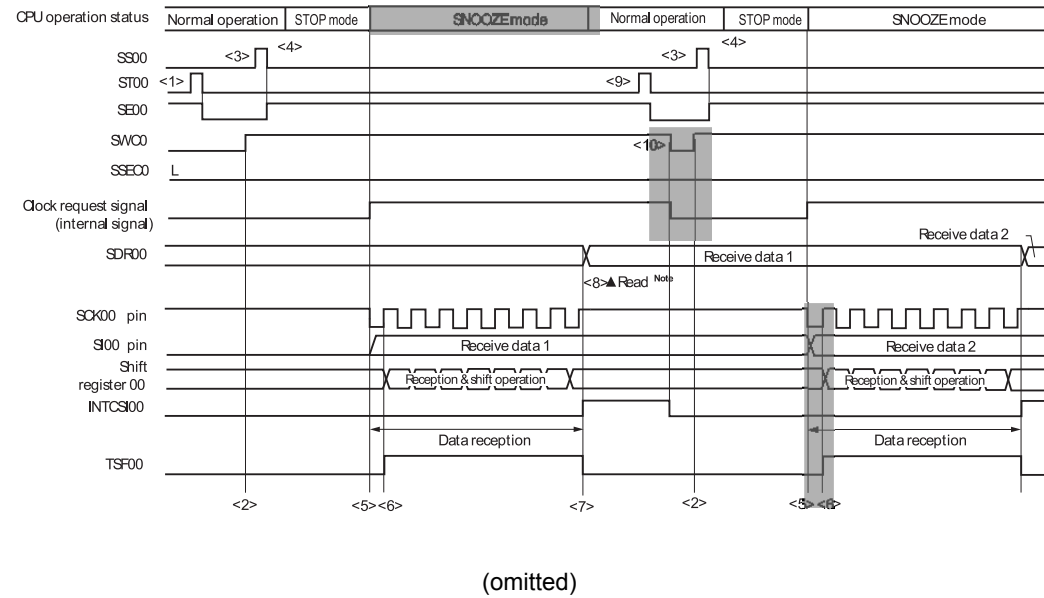 CPU operation status Normal operation STOP mode SNOOZE mode Normal operation STOP mode SNOOZE mode
<3> <4> <3> <4>
SS00
ST00 <1> <9>
SE00
SWC0
<10>
SSEC0 L
Clock request signal
(internal signal)
Receive data 2
SDR00 Receive data 1
<8>▲ Read Note
SCK00 pin
SI00 pin Receive data 1 Receive data 2
Shift
register 00 Reception & shift operation Reception & shift operation
INTCSI00
Data reception Data reception
TSF00
<2> <5><6> <7> <2> <5> <6>
(omitted)